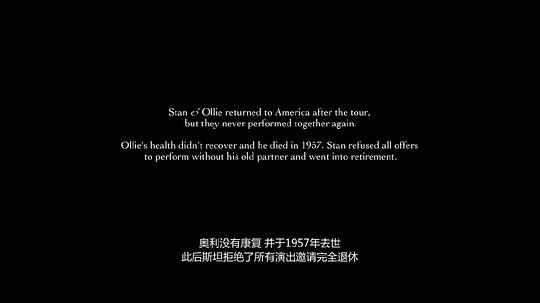 Stan & Ollie returned to America after the tour,
but they never performed together again.
Ollie's health didn't recover and he died in 1957. Stan refused all offers
to perform without his old partner and went into retirement.
奥利没有康复 并于1957年去世
此后斯坦拒绝了所有演出邀请完全退休